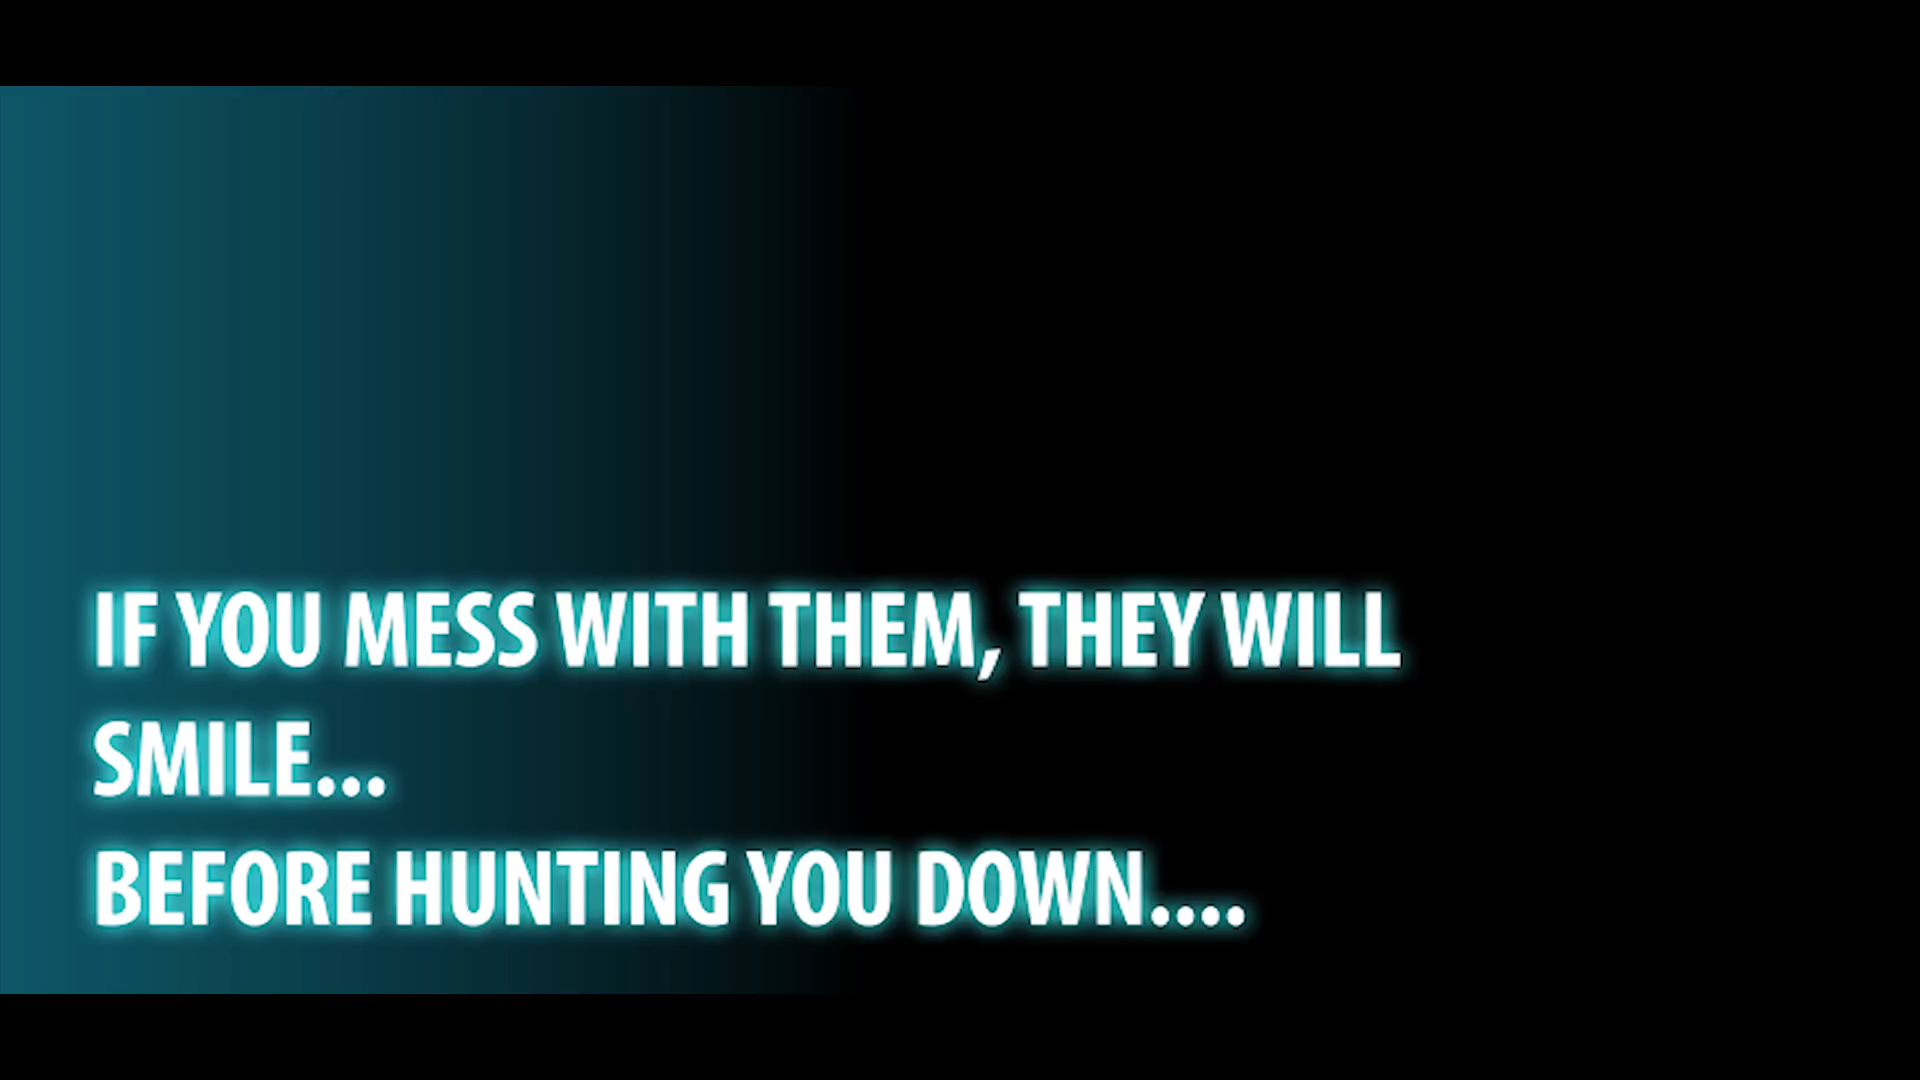 IF YOU MESS WITH THEM, THEY WILL
SMILE...
BEFORE HUNTING YOU DOWN....